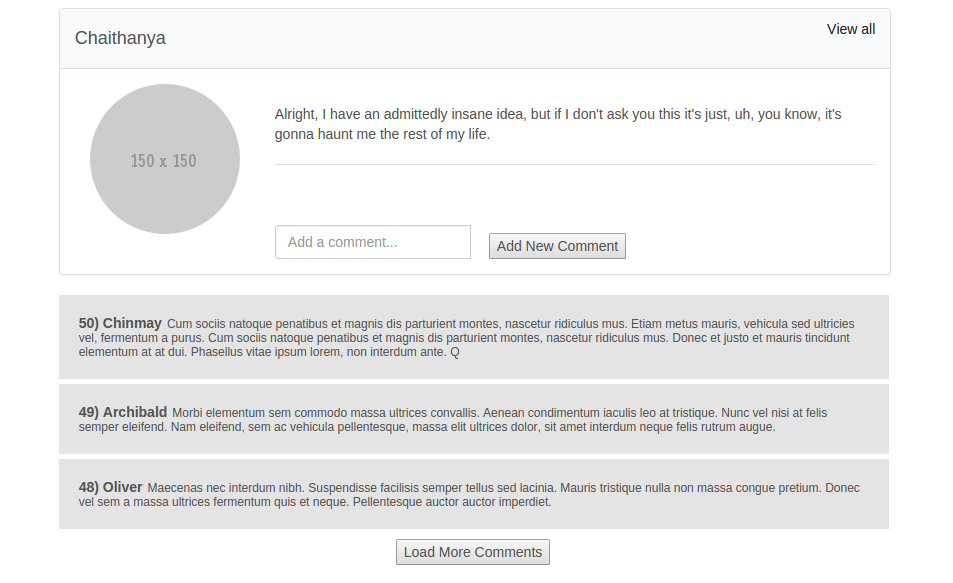 Chaithanya
View all
150 x 150
Alright, I have an admittedly insane idea, but if I don't ask you this it's just, uh, you know, it's
gonna haunt me the rest of my life.
Add a comment...
Add New Comment
50) Chinmay Cum sociis natoque penatibus et magnis dis parturient montes, nascetur ridiculus mus. Etiam metus mauris, vehicula sed ultricies
vel, fermentum a purus. Cum sociis natoque penatibus et magnis dis parturient montes, nascetur ridiculus mus. Donec et justo et mauris tincidunt
elementum at at dui. Phasellus vitae ipsum lorem, non interdum ante. Q
49) Archibald Morbi elementum sem commodo massa ultrices convallis. Aenean condimentum iaculis leo at tristique. Nunc vel nisi at felis
semper eleifend. Nam eleifend, sem ac vehicula pellentesque, massa elit ultrices dolor, sit amet interdum neque felis rutrum augue.
48) Oliver Maecenas nec interdum nibh. Suspendisse facilisis semper tellus sed lacinia. Mauris tristique nulla non massa congue pretium. Donec
vel sem a massa ultrices fermentum quis et neque. Pellentesque auctor auctor imperdiet.
Load More Comments